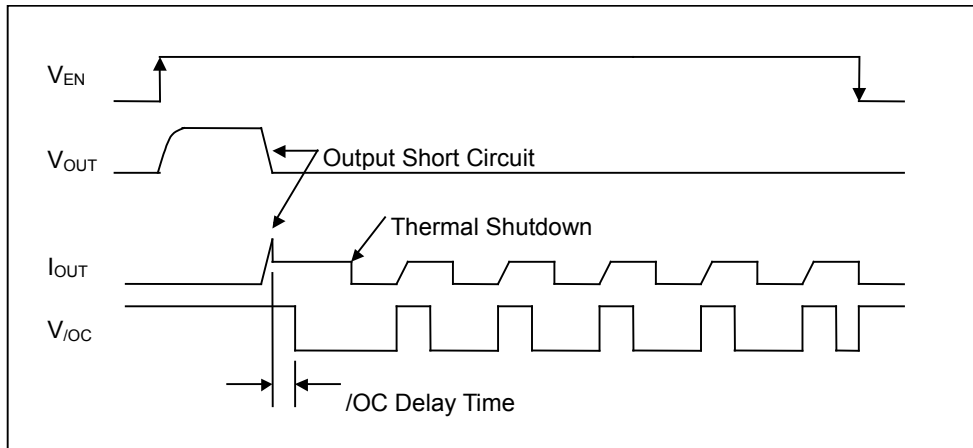 VEN
VOUT
Output Short Circuit
Thermal Shutdown
IOUT
V/OC
/OC Delay Time